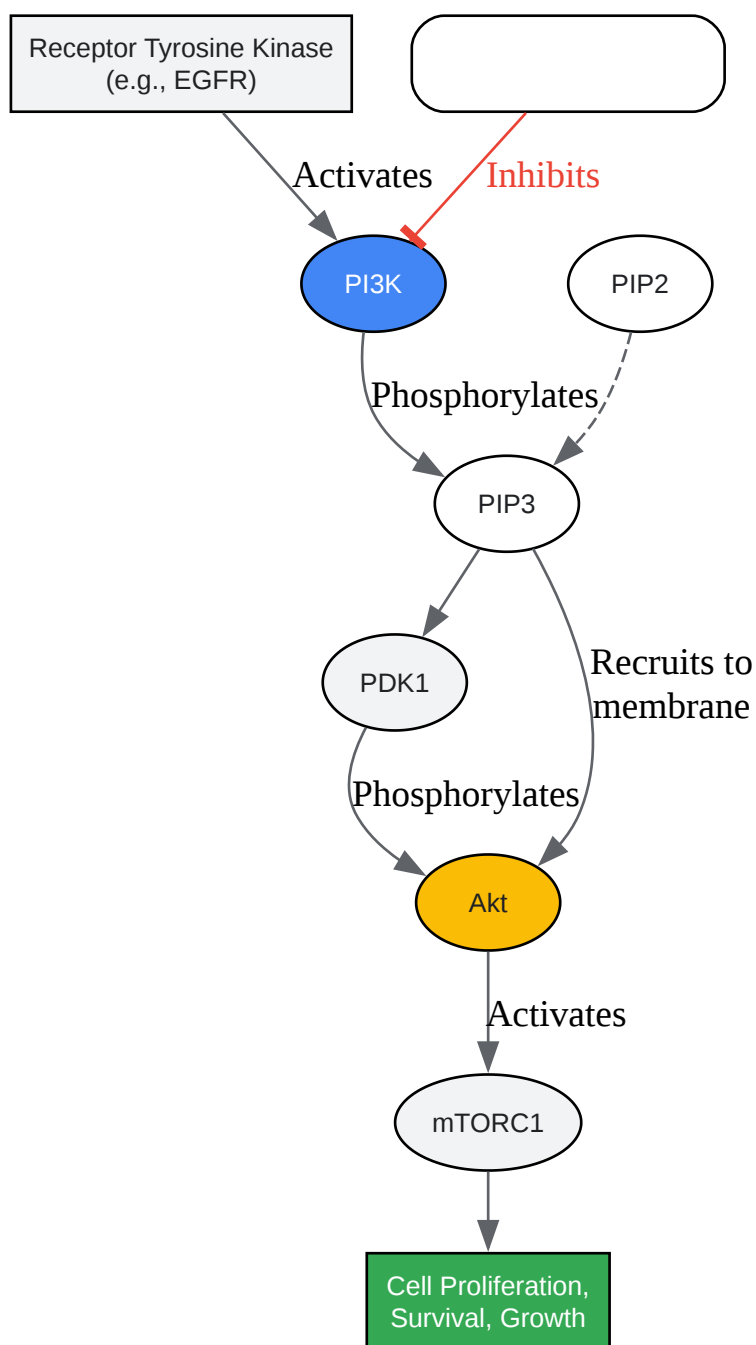 Receptor Tyrosine Kinase
(e.g., EGFR)
Activates
Inhibits
PI3K
PIP2
Phosphorylates
PIP3
PDK1
Recruits to
membrane
Phosphorylates
Akt
Activates
mTORC1
Cell Proliferation,
Survival, Growth